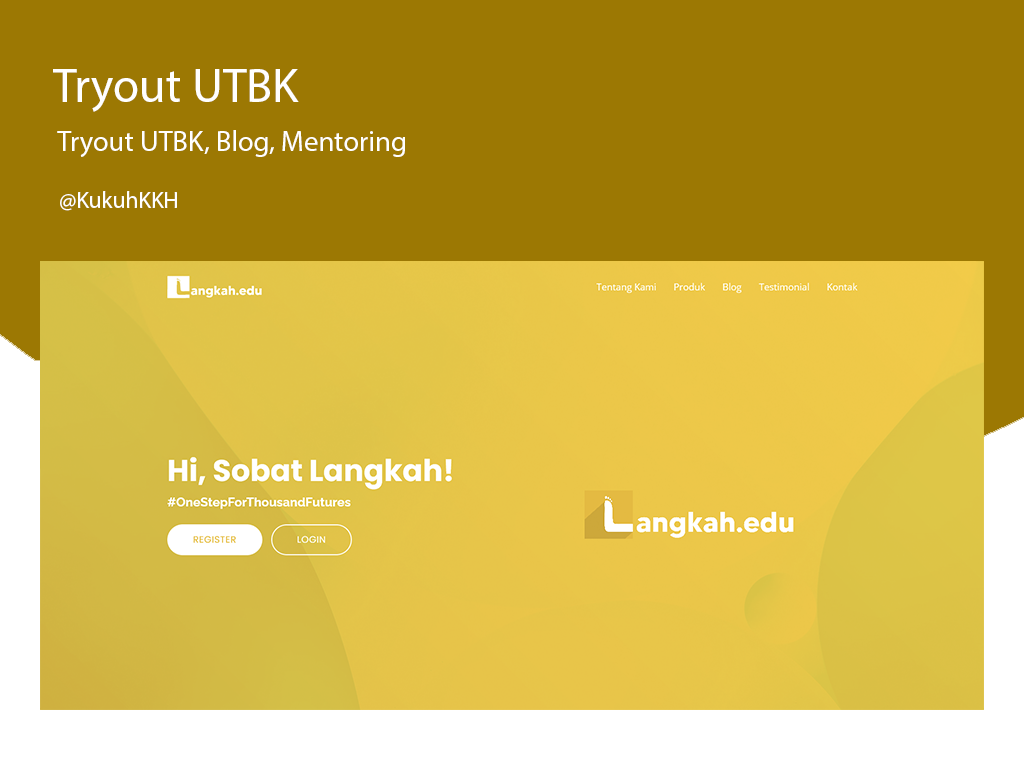 Tryout UTBK
Tryout UTBK, Blog, Mentoring
@KukuhKKH
Langkah.edu
Tentang Kami Produk Blog Testimonial Kontak
Hi, Sobat Langkah!
#OneStepForThousandFutures
REGISTER LOGIN
Langkah.edu